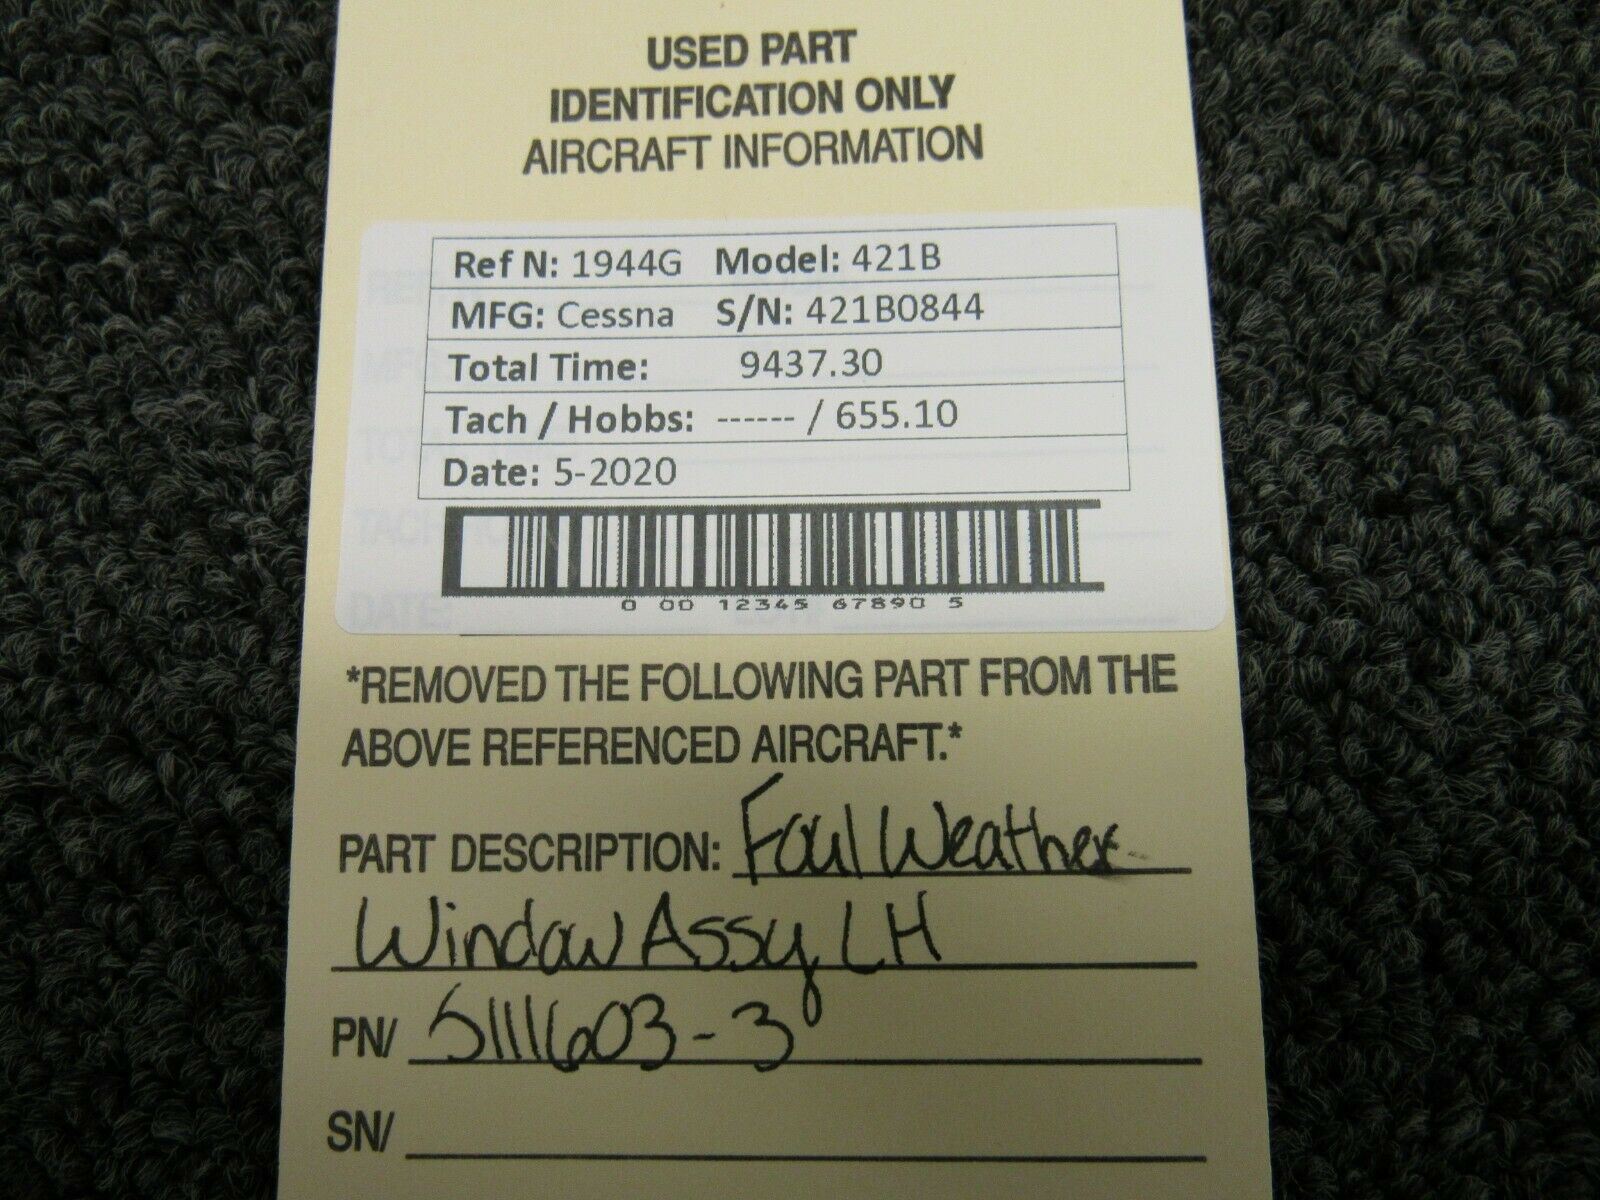 USED PART
IDENTIFICATION ONLY
AIRCRAFT INFORMATION
Ref N: 1944G Model: 421B
MFG: Cessna S/N: 421B0844
Total Time: 9437.30
Tach / Hobbs: ------ / 655.10
Date: 5-2020
0 00 12345 67890 5
*REMOVED THE FOLLOWING PART FROM THE
ABOVE REFERENCED AIRCRAFT.*
PART DESCRIPTION: Foul Weather
Window Assy LH
PN/ 5111603-3
SN/